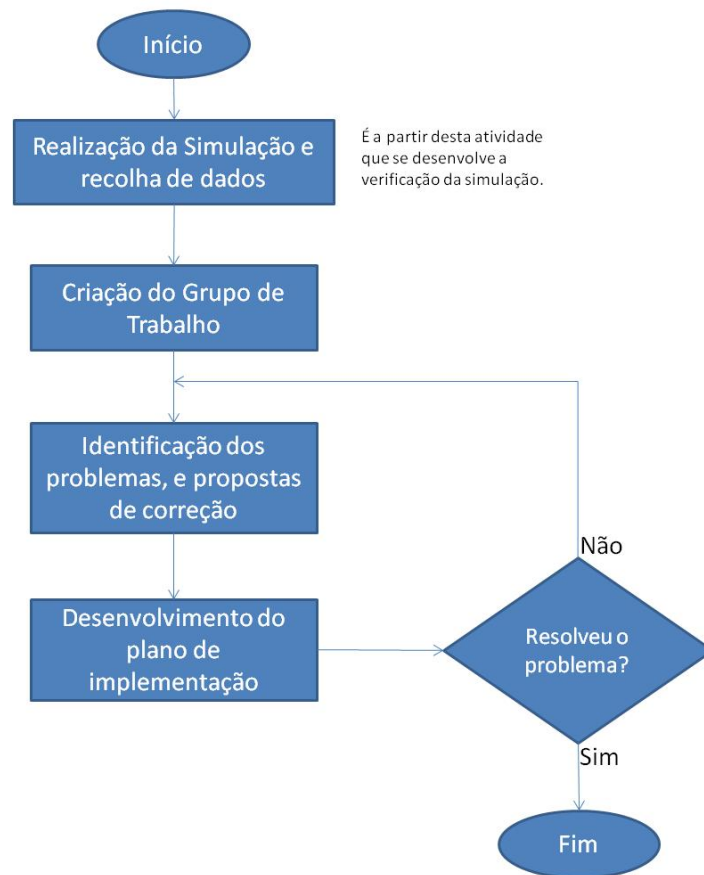 Início
Realização da Simulação e
recolha de dados
É a partir desta atividade
que se desenvolve a
verificação da simulação.
Criação do Grupo de
Trabalho
Identificação dos
problemas, e propostas
de correção
Desenvolvimento do
plano de
implementação
Não
Resolveu o
problema?
Sim
Fim